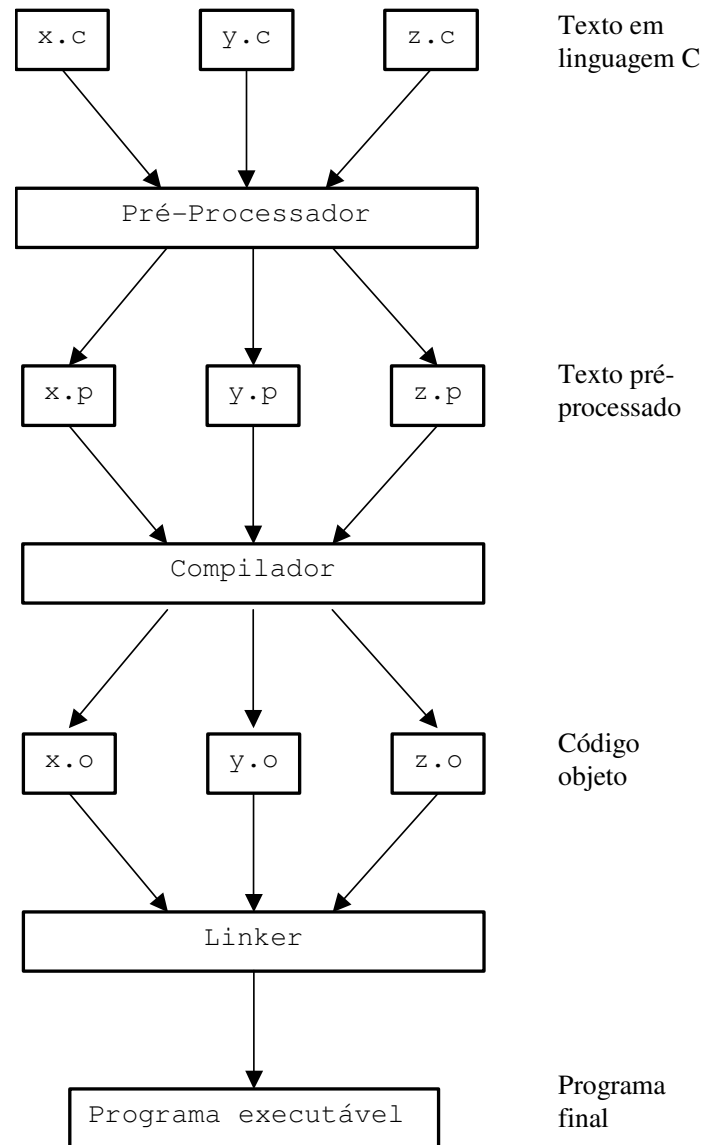 x.c y.c z.c
Texto em
linguagem C
Pré-Processador
x.p y.p z.p
Texto pré-
processado
Compilador
x.o y.o z.o
Código
objeto
Linker
Programa executável
Programa
final